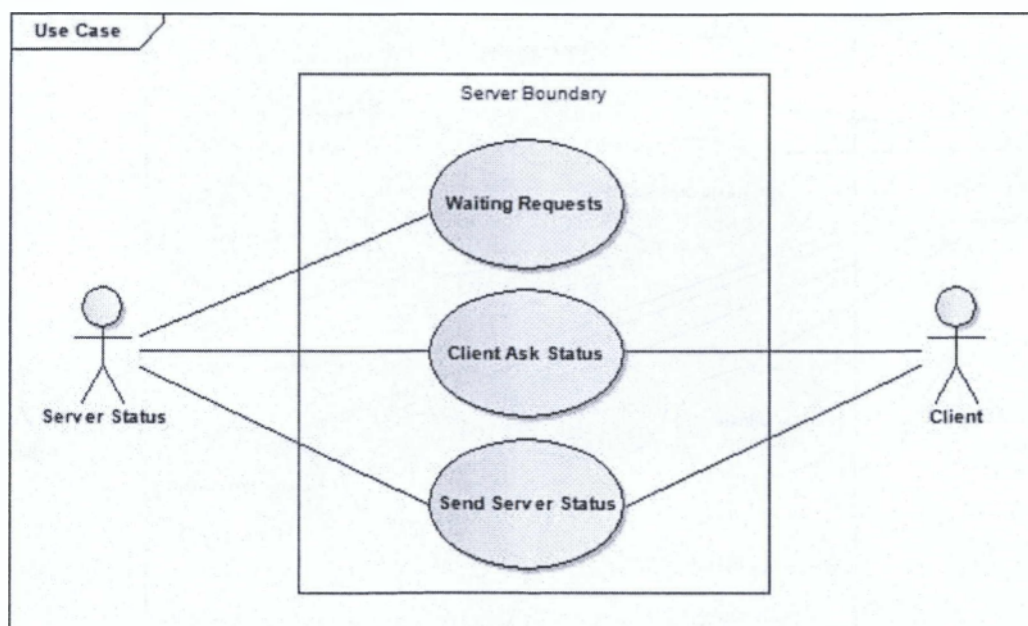 Use Case
Server Boundary
Waiting Requests
Client Ask Status
Server Status
Client
Send Server Status